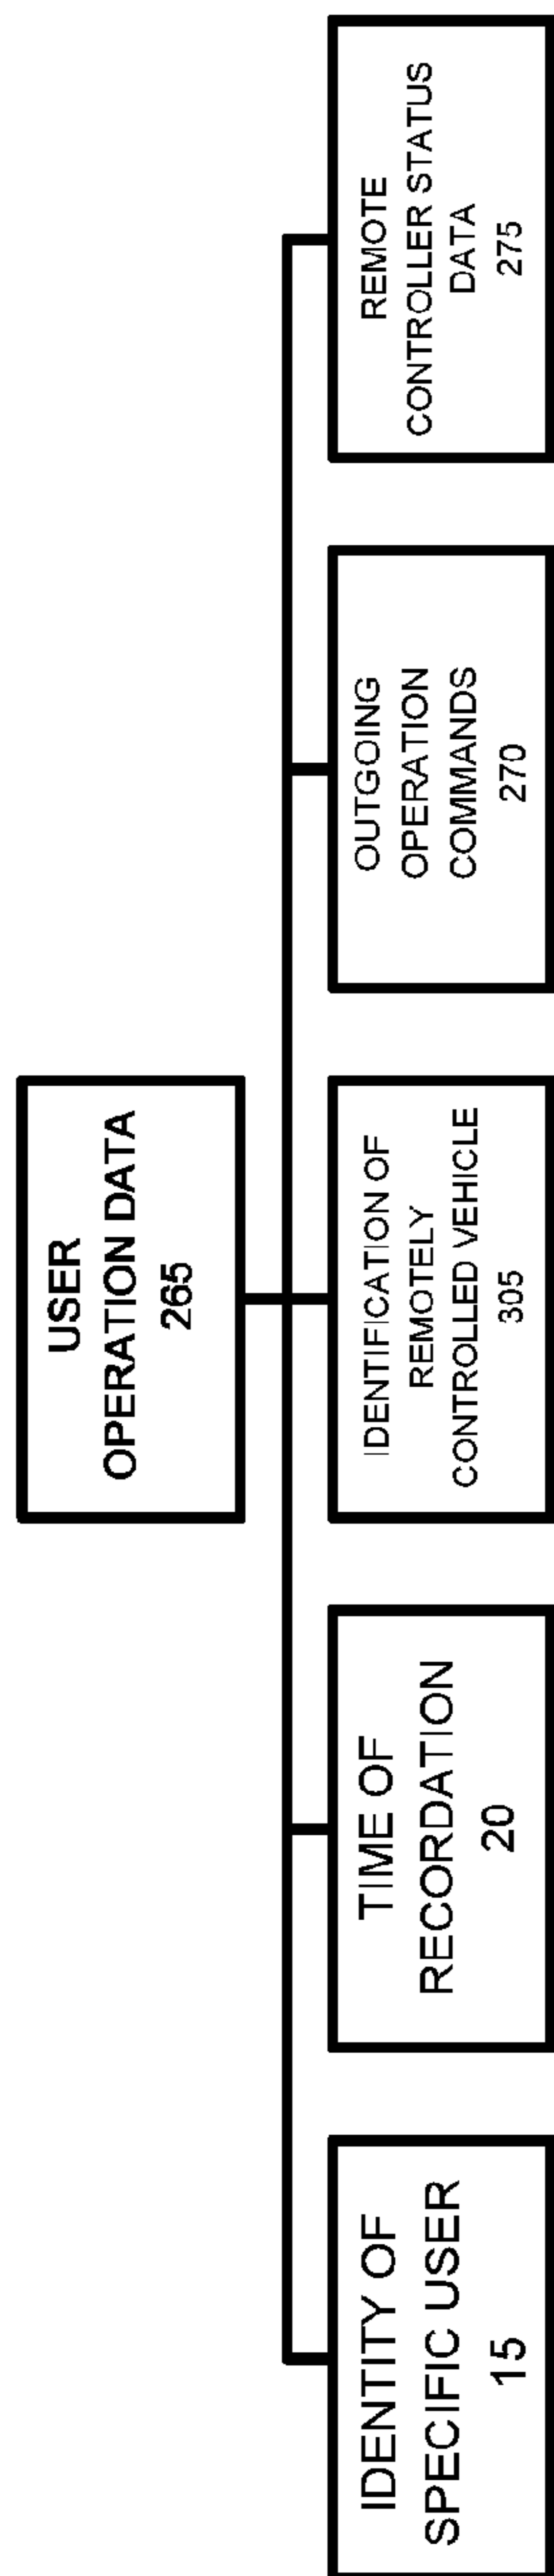 USER
OPERATION DATA
265
IDENTITY OF
SPECIFIC USER
15
TIME OF
RECORDATION
20
IDENTIFICATION OF
REMOTELY
CONTROLLED VEHICLE
305
OUTGOING
OPERATION
COMMANDS
270
REMOTE
CONTROLLER STATUS
DATA
275